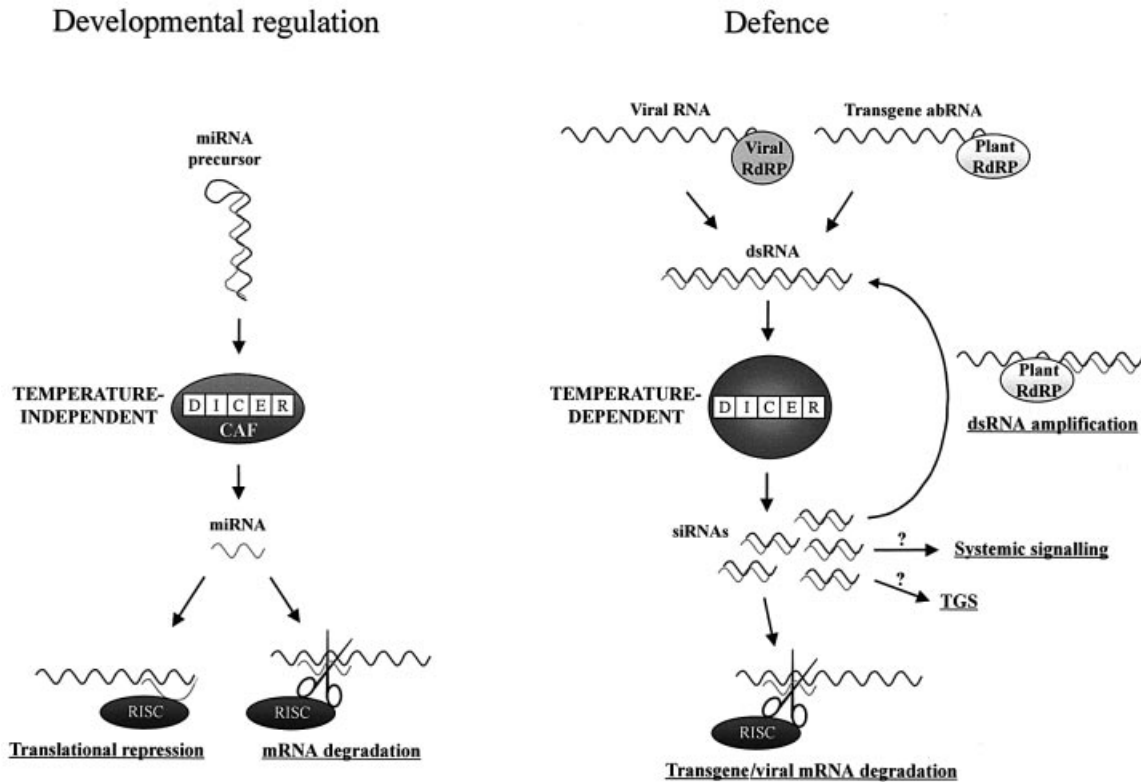 Developmental regulation
miRNA
precursor
TEMPERATURE-
INDEPENDENT
DICER
CAF
miRNA
RISC
Translational repression
RISC
mRNA degradation
Defence
Viral RNA
Viral
RdRP
Transgene abRNA
Plant
RdRP
dsRNA
TEMPERATURE-
DEPENDENT
DICER
Plant
RdRP
dsRNA amplification
siRNAs
?
Systemic signalling
?
TGS
RISC
Transgene/viral mRNA degradation